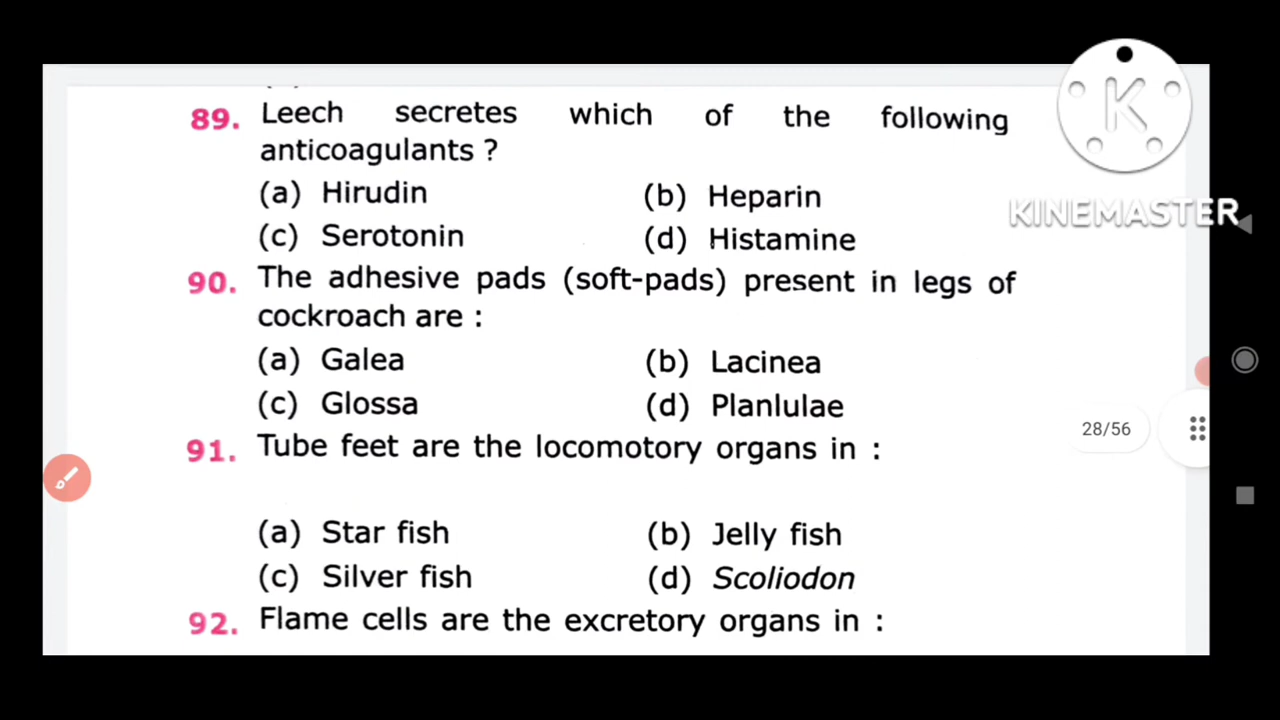 89. Leech secretes which of the following
anticoagulants ?
(a) Hirudin (b) Heparin
(c) Serotonin (d) Histamine
90. The adhesive pads (soft-pads) present in legs of
cockroach are :
(a) Galea (b) Lacinea
(c) Glossa (d) Planlulae
91. Tube feet are the locomotory organs in :
(a) Star fish (b) Jelly fish
(c) Silver fish (d) Scoliodon
92. Flame cells are the excretory organs in :
28/56
K
KINEMASTER